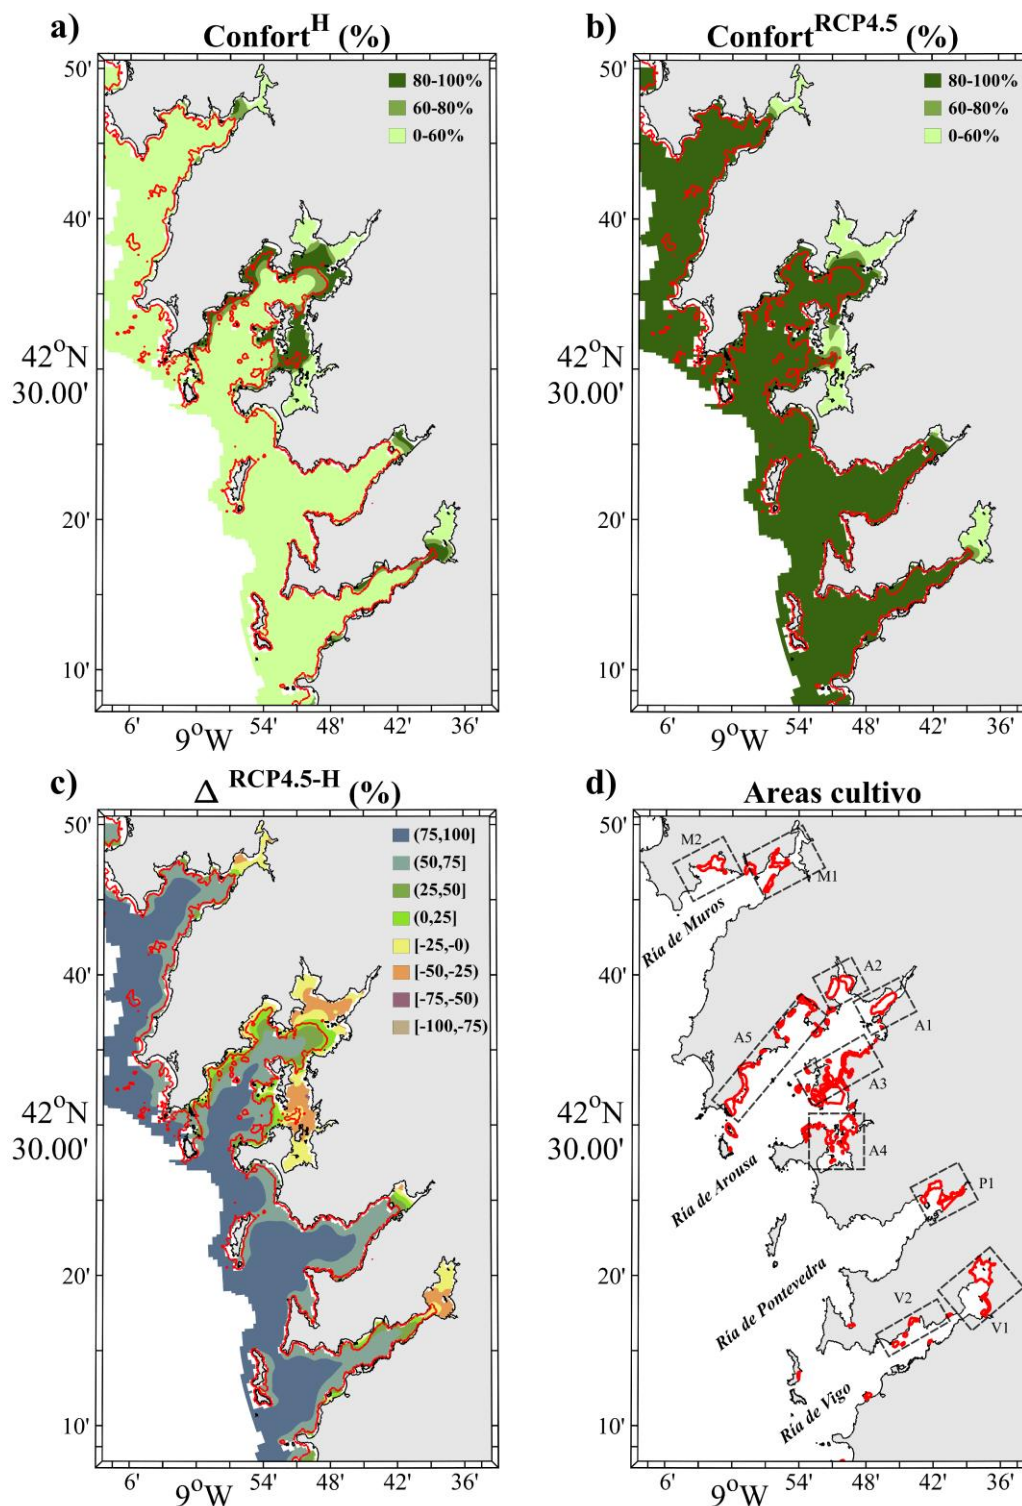 a)
Confort^H (%)
80-100%
60-80%
0-60%
50'
40'
42°N
30.00'
20'
10'
6'
9°W
54'
48'
42'
36'
b)
Confort^RCP4.5 (%)
80-100%
60-80%
0-60%
50'
40'
42°N
30.00'
20'
10'
6'
9°W
54'
48'
42'
36'
c)
Δ RCP4.5-H (%)
(75,100]
(50,75]
(25,50]
(0,25]
[-25,-0)
[-50,-25)
[-75,-50)
[-100,-75)
50'
40'
42°N
30.00'
20'
10'
6'
9°W
54'
48'
42'
36'
d)
Areas cultivo
50'
M2
M1
Ría de Muros
40'
A2
A1
A5
A3
42°N
30.00'
A4
Ría de Arousa
P1
20'
Ría de Pontevedra
V2
V1
Ría de Vigo
10'
6'
9°W
54'
48'
42'
36'